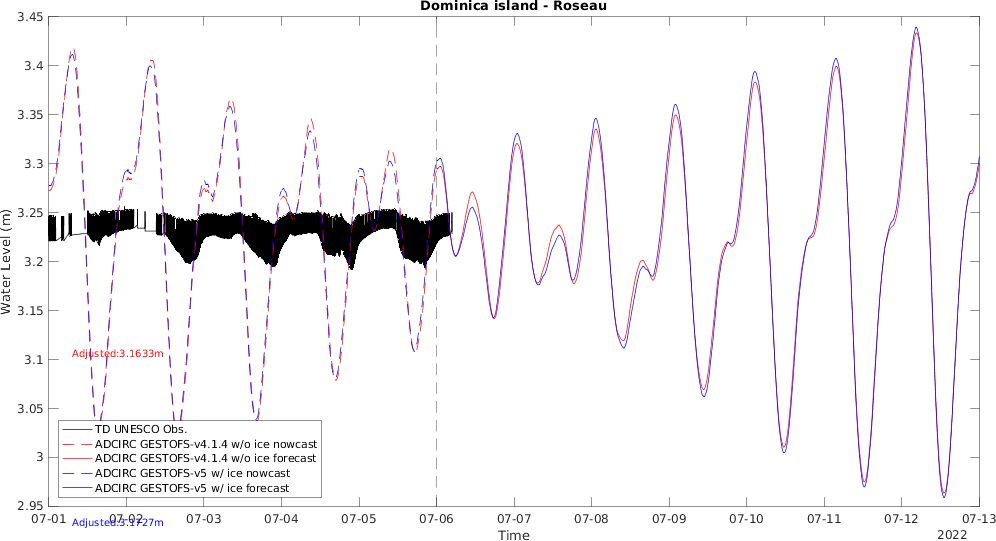 Dominica island - Roseau
3.45
3.4
3.35
3.3
3.25
3.2
3.15
3.1
3.05
3
2.95
Water Level (m)
Adjusted:3.1633m
TD UNESCO Obs.
ADCIRC GESTOFS-v4.1.4 w/o ice nowcast
ADCIRC GESTOFS-v4.1.4 w/o ice forecast
ADCIRC GESTOFS-v5 w/ ice nowcast
ADCIRC GESTOFS-v5 w/ ice forecast
07-01 07-02 07-03 07-04 07-05 07-06 07-07 07-08 07-09 07-10 07-11 07-12 07-13
Adjusted:3.1727m
Time
2022